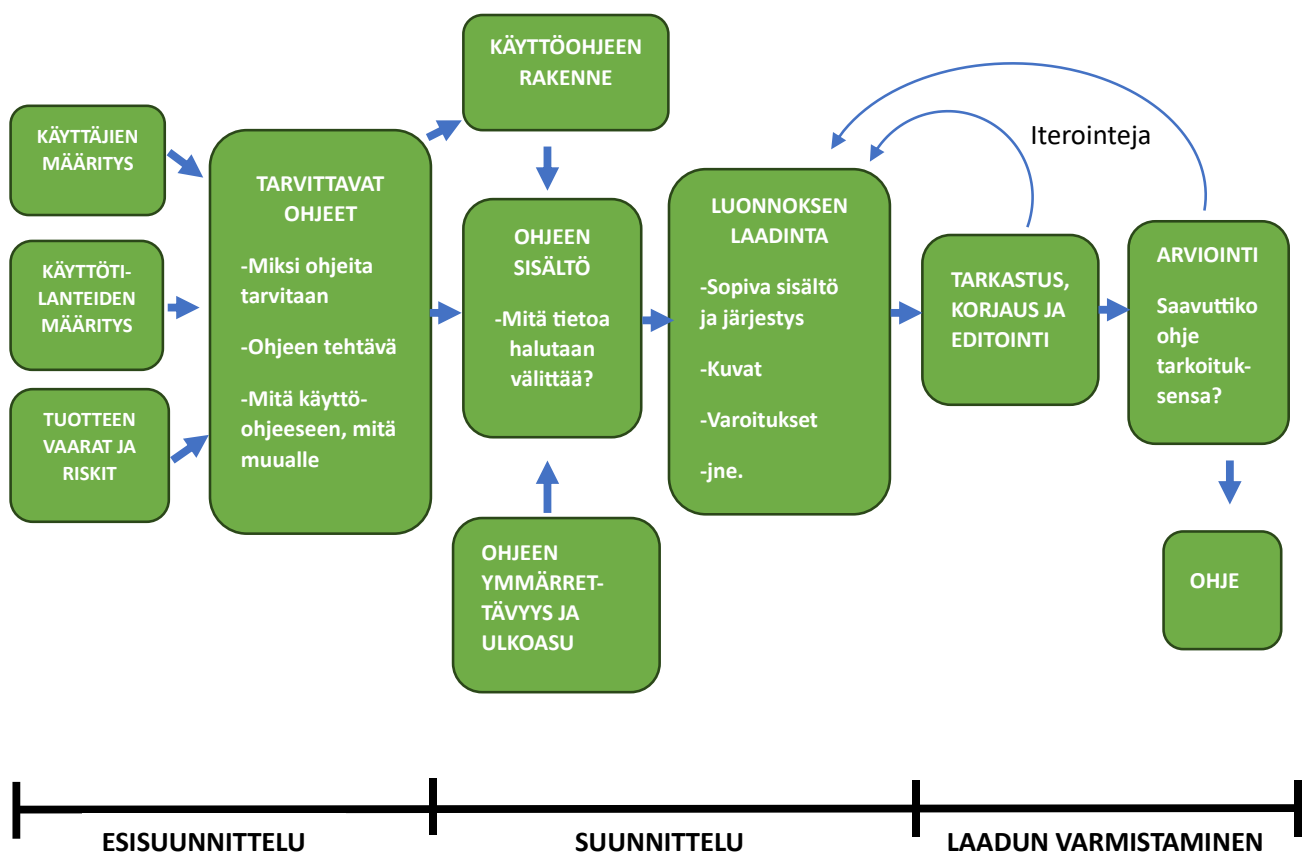 KÄYTTÄJIEN
MÄÄRITYS
KÄYTTÖTI-
LANTEIDEN
MÄÄRITYS
TUOTTEEN
VAARAT JA
RISKIT
TARVITTAVAT
OHJEET
-Miksi ohjeita
tarvitaan
-Ohjeen tehtävä
-Mitä käyttö-
ohjeeseen, mitä
muualle
KÄYTTÖOHJEEN
RAKENNE
OHJEEN
SISÄLTÖ
-Mitä tietoa
halutaan
välittää?
OHJEEN
YMMÄRRET-
TÄVYYS JA
ULKOASU
LUONNOKSEN
LAADINTA
-Sopiva sisältö
ja järjestys
-Kuvat
-Varoitukset
-jne.
Iterointeja
TARKASTUS,
KORJAUS JA
EDITOINTI
ARVIOINTI
Saavuttiko
ohje
tarkoituk-
sensa?
OHJE
ESISUUNNITTELU
SUUNNITTELU
LAADUN VARMISTAMINEN